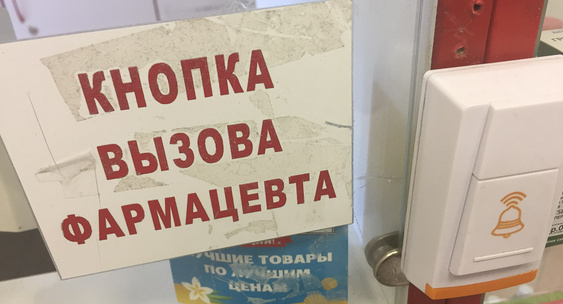 КНОПКА
ВЫЗОВА
ФАРМАЦЕВТА
ЛУЧШИЕ ТОВАРЫ
ПО ЛУЧШИМ
ЦЕНАМ